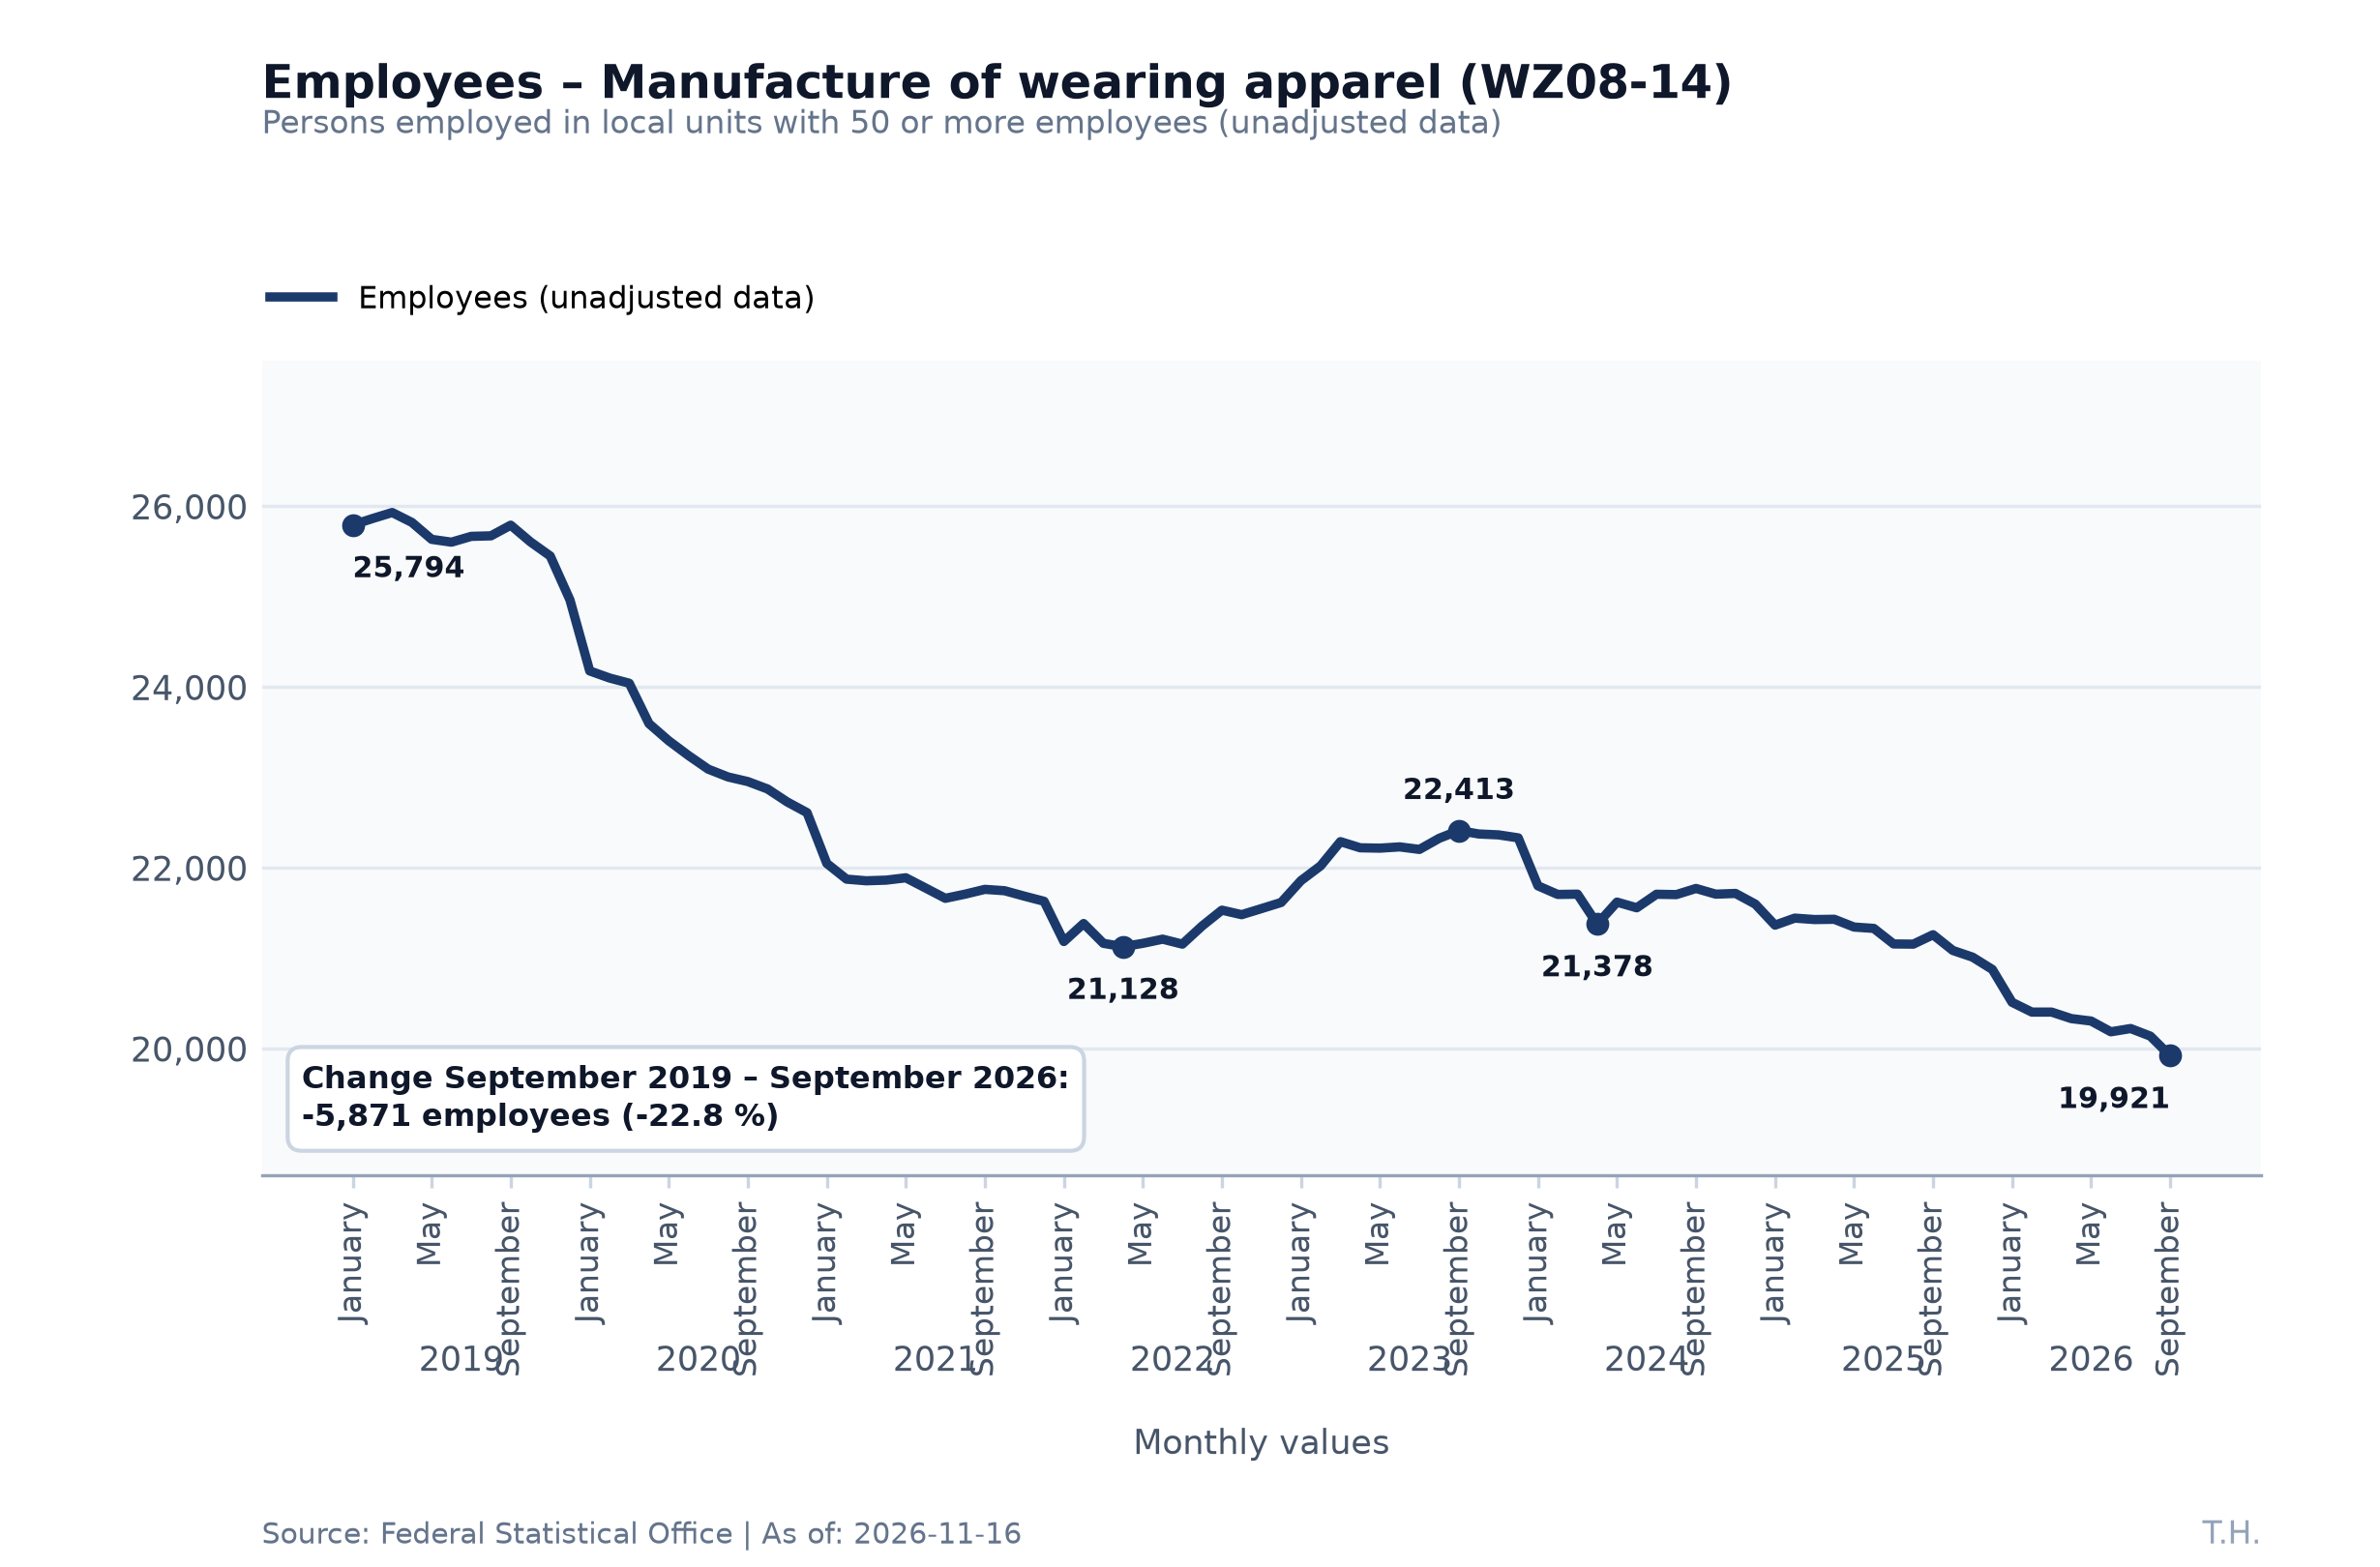 Employees – Manufacture of wearing apparel (WZ08-14)
Persons employed in local units with 50 or more employees (unadjusted data)
Employees (unadjusted data)
26,000
24,000
22,000
20,000
25,794
21,128
22,413
21,378
19,921
Change September 2019 – September 2026:
-5,871 employees (-22.8 %)
January
May
September
January
May
September
January
May
September
January
May
September
January
May
September
January
May
September
January
May
September
January
May
September
2019
2020
2021
2022
2023
2024
2025
2026
Monthly values
Source: Federal Statistical Office | As of: 2026-11-16
T.H.